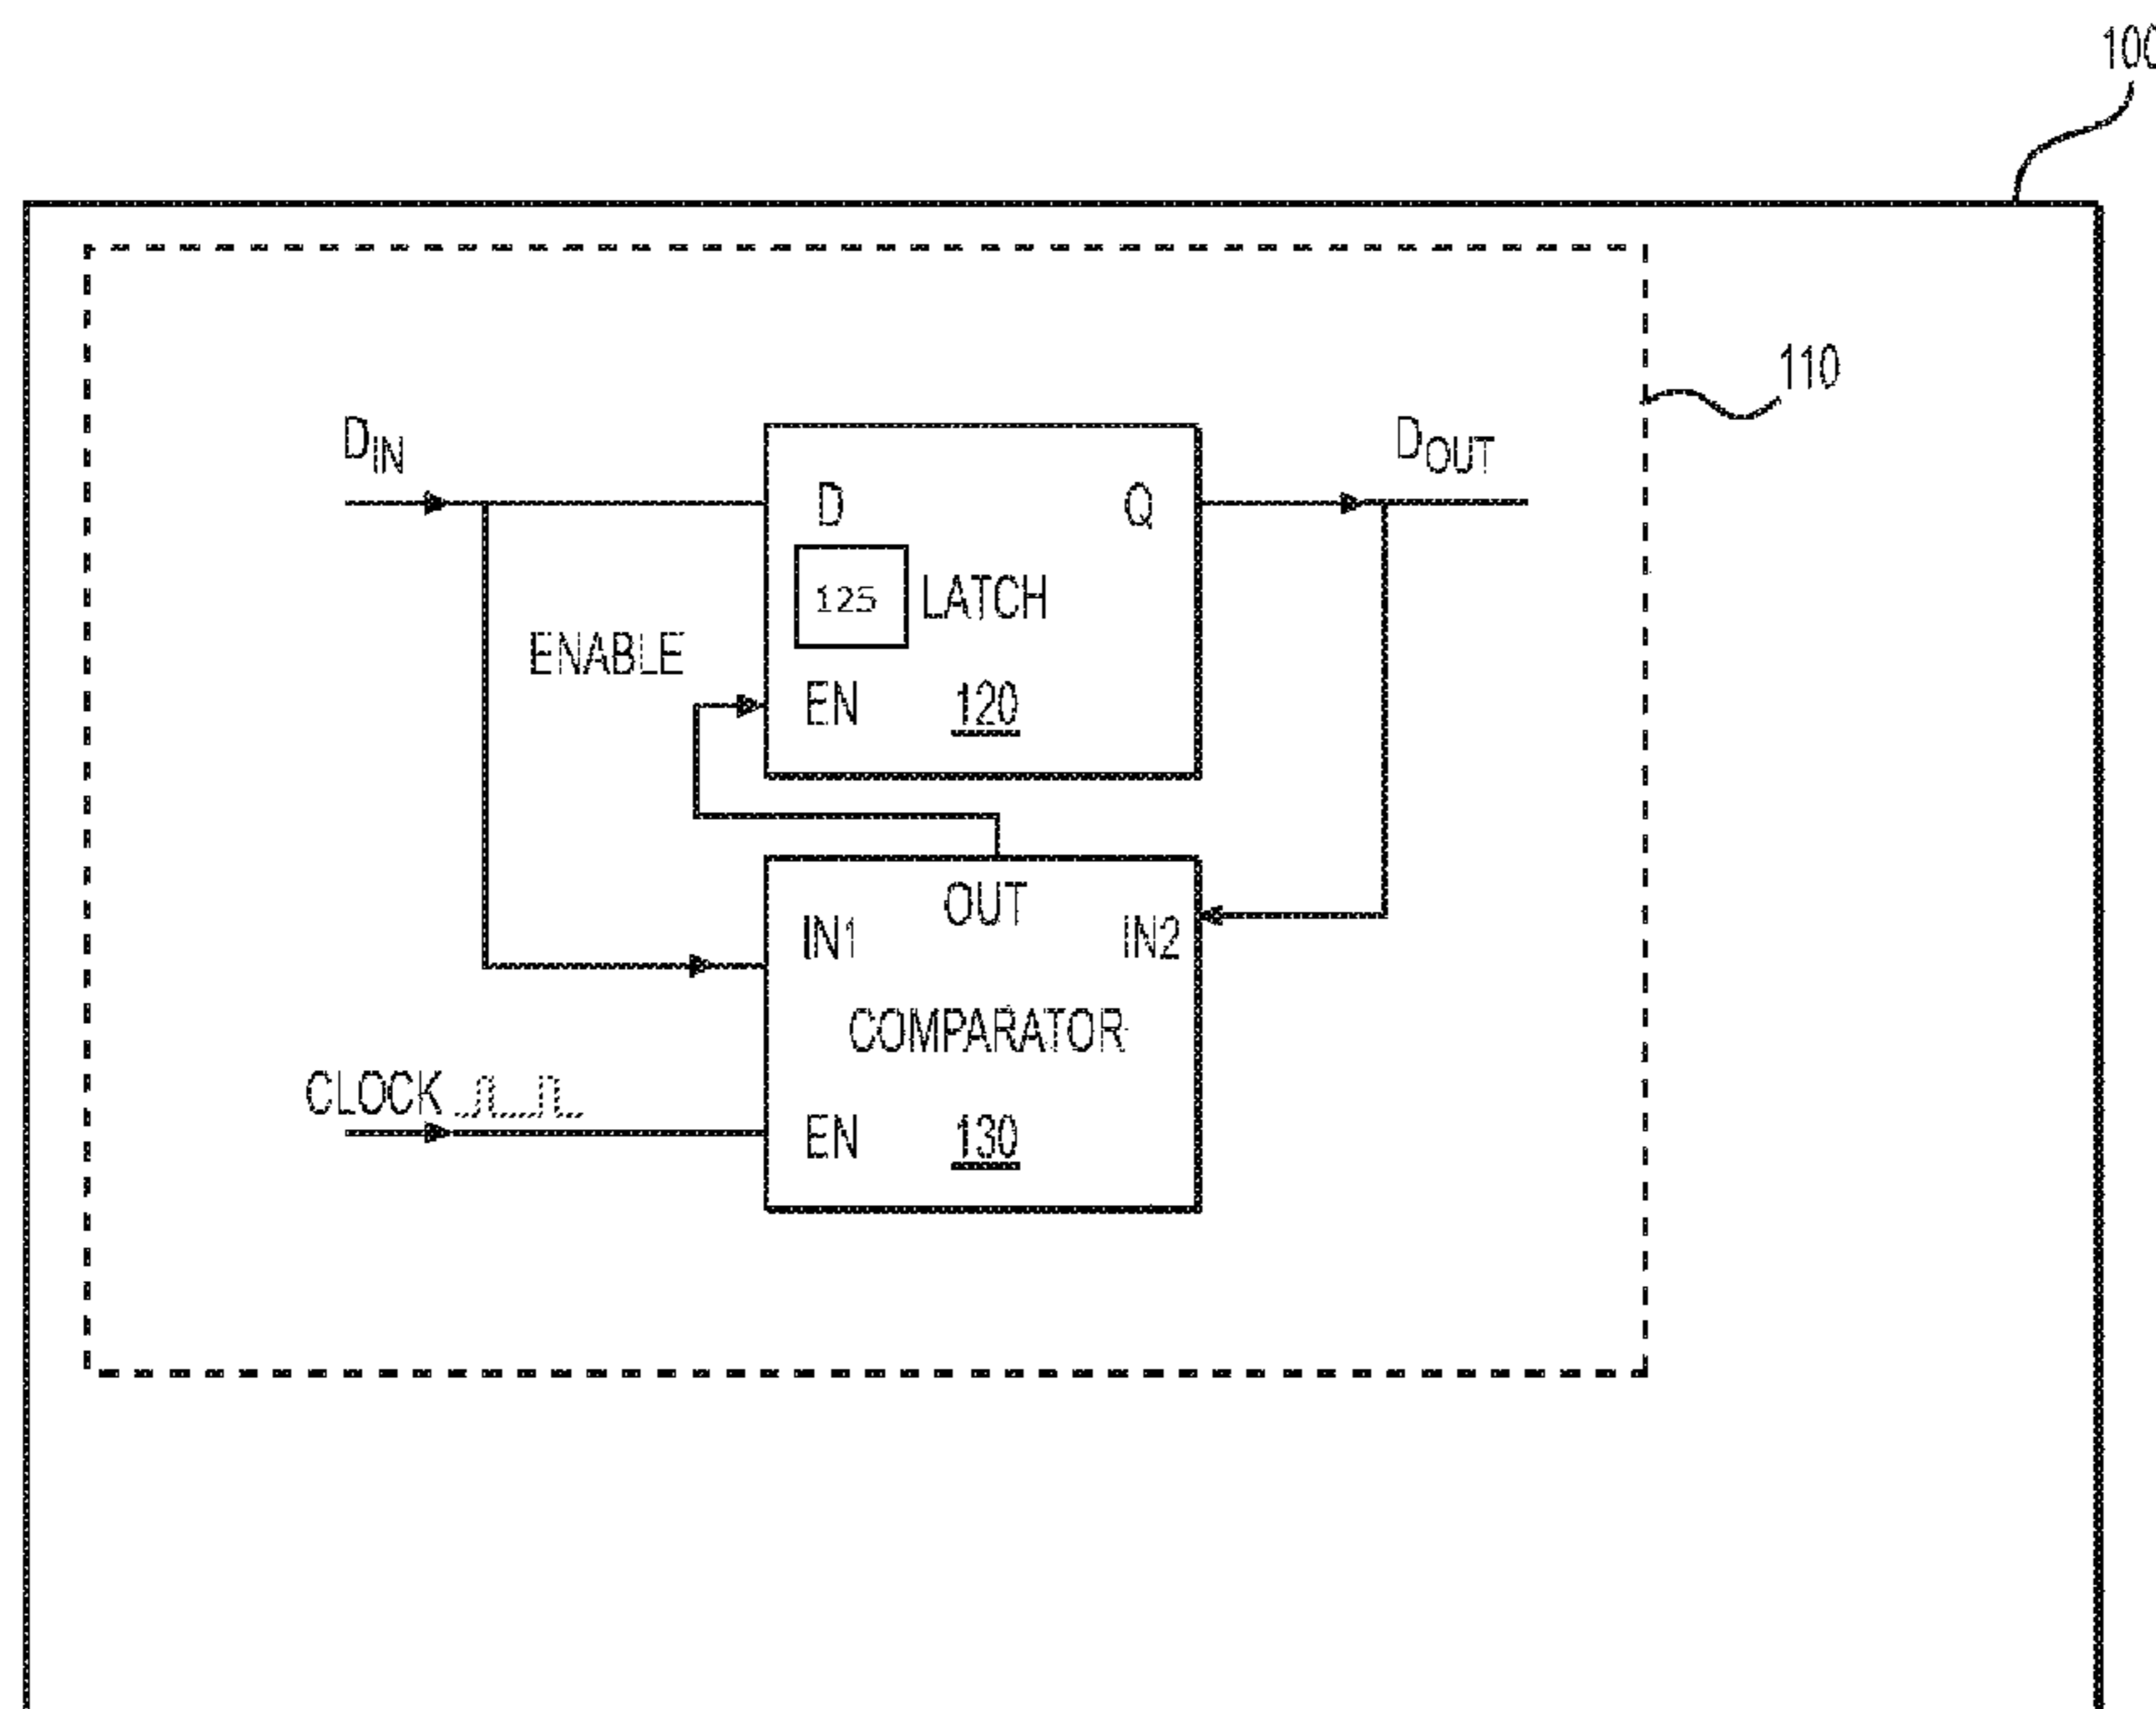 100
110
DIN
DOUT
D
Q
125
LATCH
ENABLE
EN
120
OUT
IN1
IN2
COMPARATOR
CLOCK
EN
130